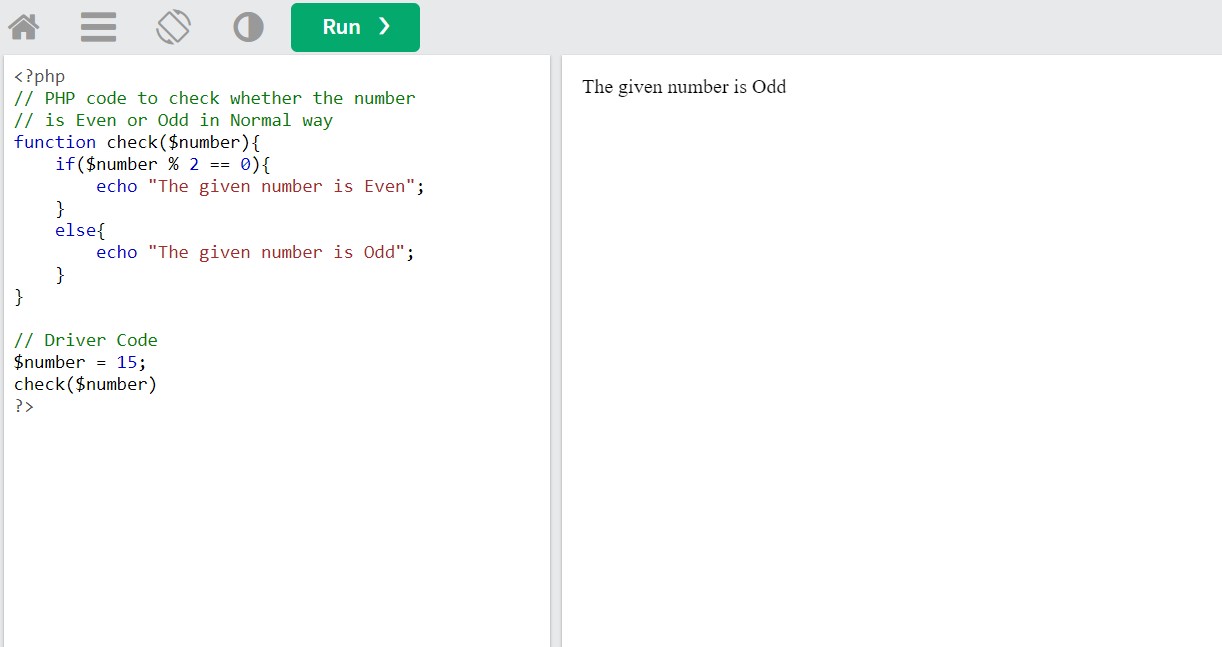 Run ❯
<?php
// PHP code to check whether the number
// is Even or Odd in Normal way
function check($number){
    if($number % 2 == 0){
        echo "The given number is Even";
    }
    else{
        echo "The given number is Odd";
    }
}

// Driver Code
$number = 15;
check($number)
?>
The given number is Odd